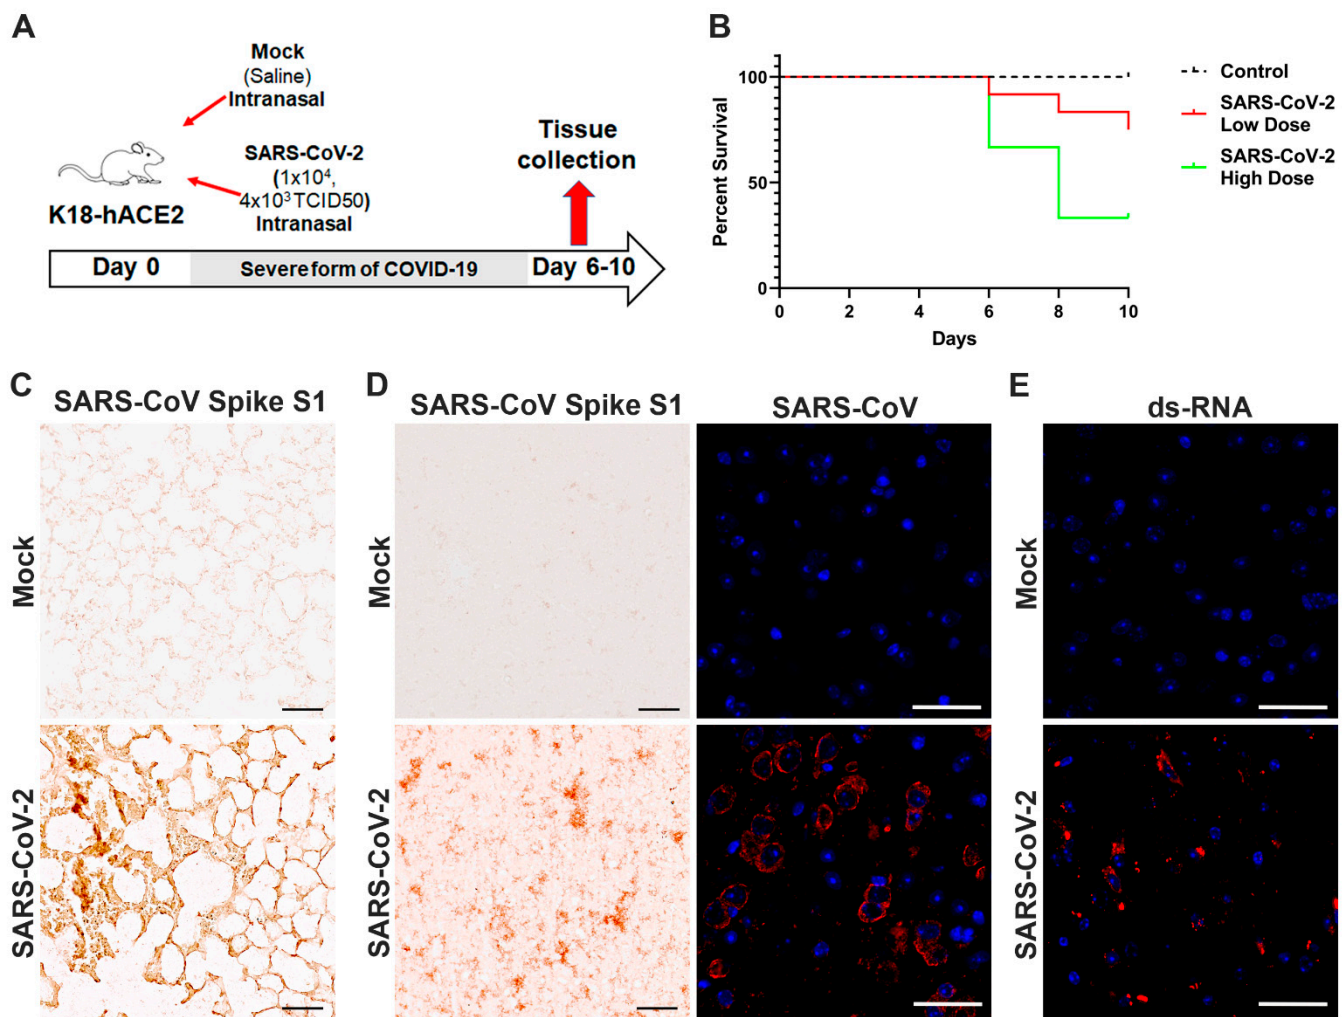 A
Mock
(Saline)
Intranasal
SARS-CoV-2
(1x10⁴,
4x10³ TCID50)
Intranasal
K18-hACE2
Tissue
collection
Day 0
Severe form of COVID-19
Day 6-10
B
Percent Survival
100
50
0
0 2 4 6 8 10
Days
Control
SARS-CoV-2
Low Dose
SARS-CoV-2
High Dose
C
SARS-CoV Spike S1
Mock
SARS-CoV-2
D
SARS-CoV Spike S1
SARS-CoV
Mock
SARS-CoV-2
E
ds-RNA
Mock
SARS-CoV-2